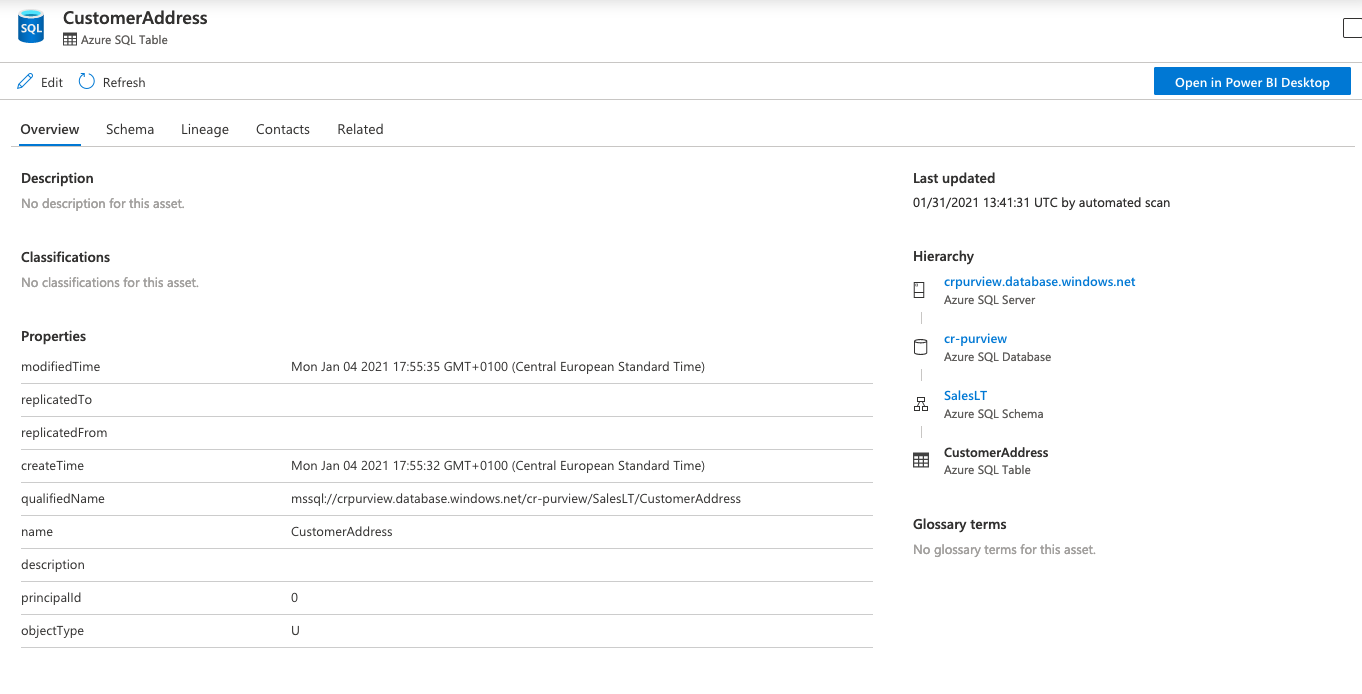 SQL
CustomerAddress
Azure SQL Table
Edit
Refresh
Open in Power BI Desktop
Overview
Schema
Lineage
Contacts
Related
Description
No description for this asset.
Classifications
No classifications for this asset.
Properties
modifiedTime Mon Jan 04 2021 17:55:35 GMT+0100 (Central European Standard Time)
replicatedTo
replicatedFrom
createTime Mon Jan 04 2021 17:55:32 GMT+0100 (Central European Standard Time)
qualifiedName mssql://crpurview.database.windows.net/cr-purview/SalesLT/CustomerAddress
name CustomerAddress
description
principalId 0
objectType U
Last updated
01/31/2021 13:41:31 UTC by automated scan
Hierarchy
crpurview.database.windows.net
Azure SQL Server
cr-purview
Azure SQL Database
SalesLT
Azure SQL Schema
CustomerAddress
Azure SQL Table
Glossary terms
No glossary terms for this asset.